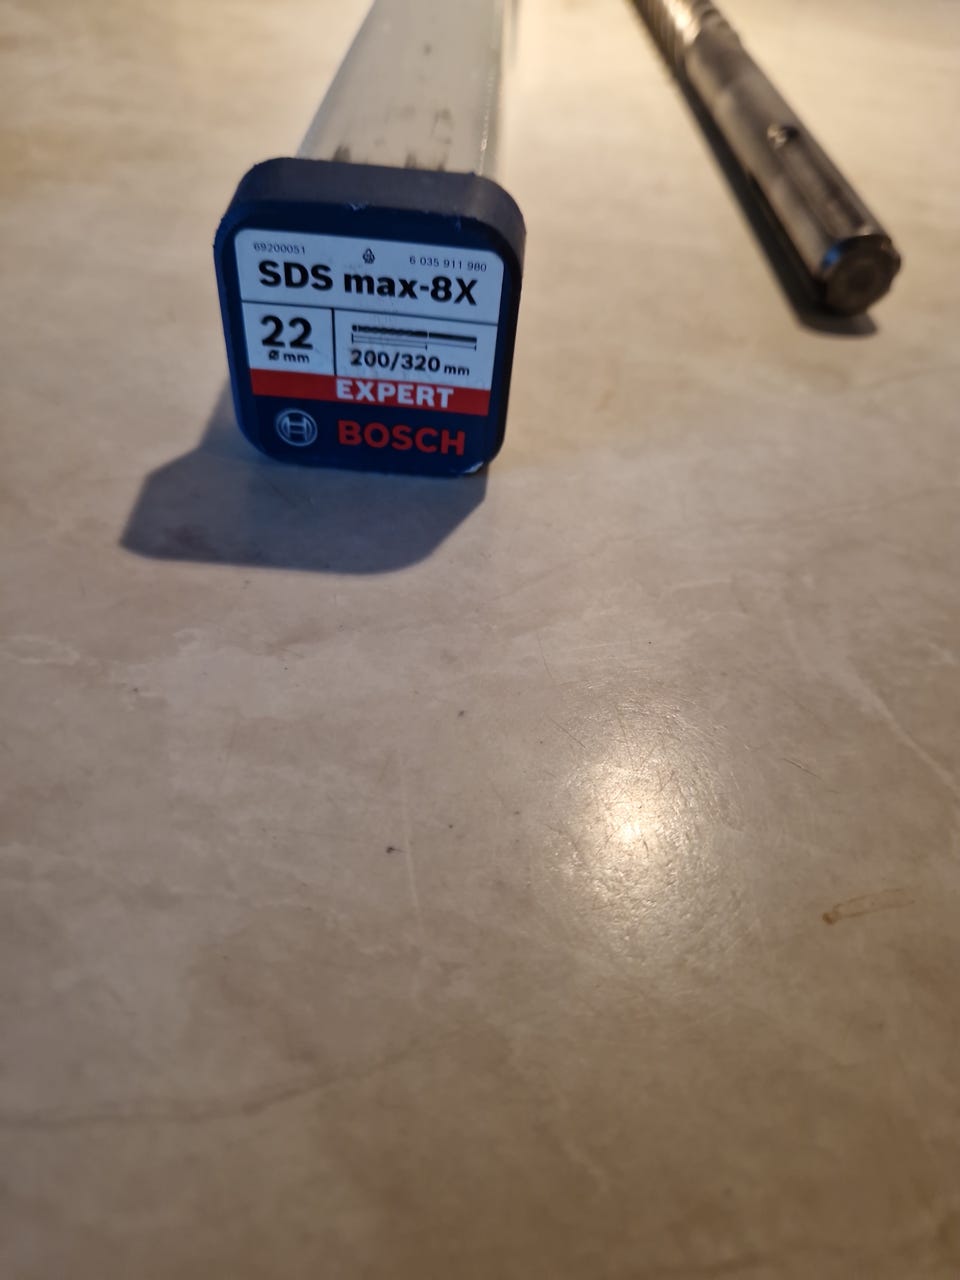 69200051 6 035 911 980
SDS max-8X
22
Ø mm
200/320 mm
EXPERT
BOSCH